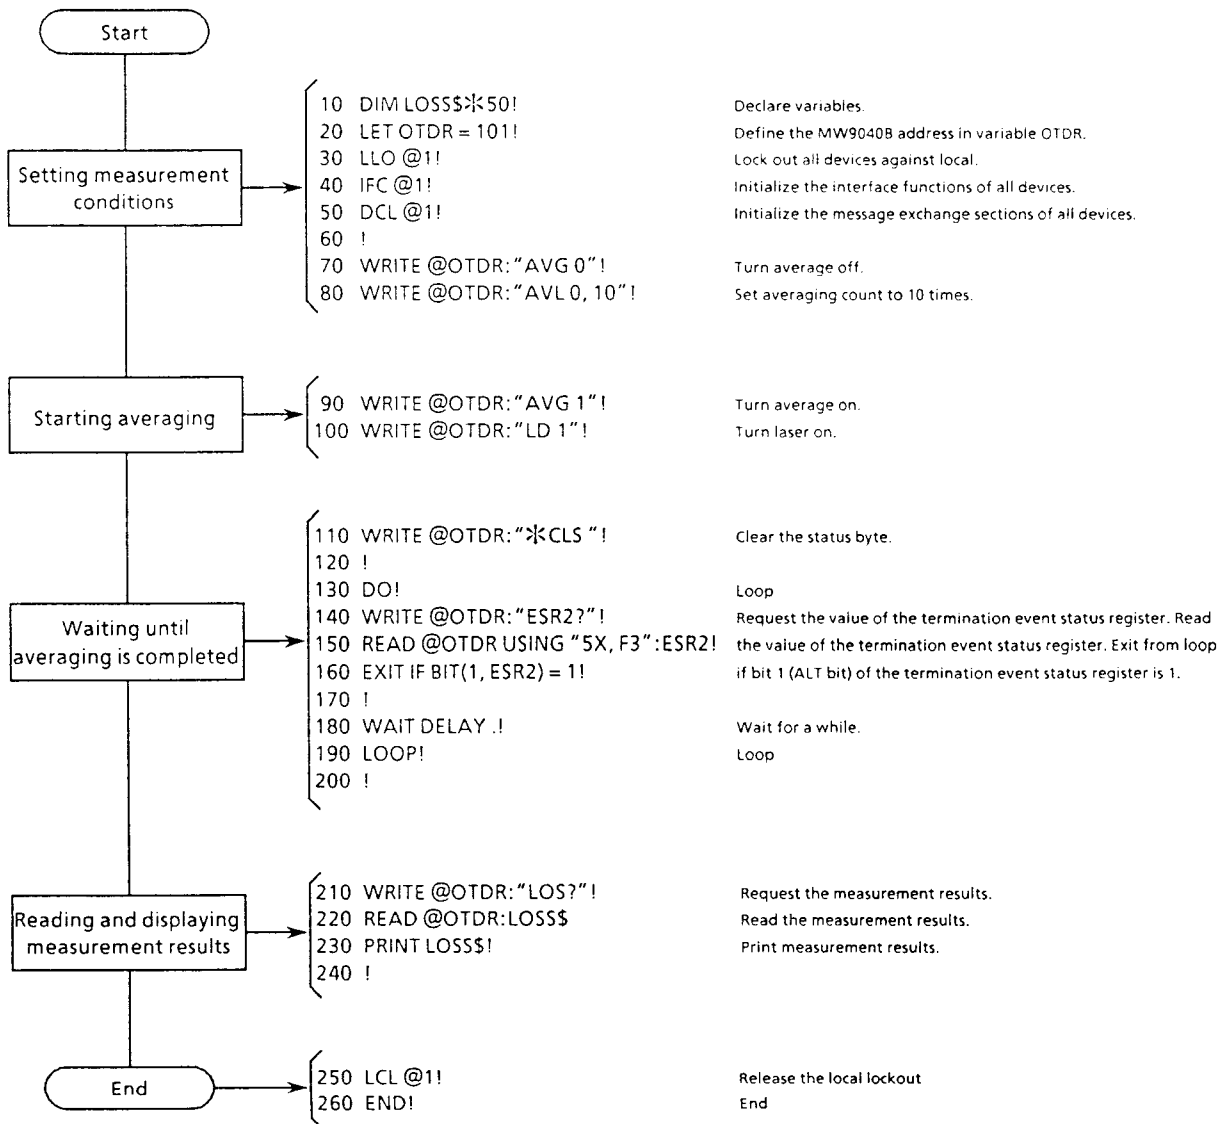 Start
10 DIM LOSS$*50! Declare variables.
20 LET OTDR = 101! Define the MW9040B address in variable OTDR.
30 LLO @1! Lock out all devices against local.
Setting measurement
conditions
40 IFC @1! Initialize the interface functions of all devices.
50 DCL @1! Initialize the message exchange sections of all devices.
60 !
70 WRITE @OTDR:"AVG 0"! Turn average off.
80 WRITE @OTDR:"AVL 0, 10"! Set averaging count to 10 times.
Starting averaging
90 WRITE @OTDR:"AVG 1"! Turn average on.
100 WRITE @OTDR:"LD 1"! Turn laser on.
110 WRITE @OTDR:"*CLS "! Clear the status byte.
120 !
130 DO! Loop
Waiting until
averaging is completed
140 WRITE @OTDR:"ESR2?"! Request the value of the termination event status register. Read
150 READ @OTDR USING "5X, F3":ESR2! the value of the termination event status register. Exit from loop
160 EXIT IF BIT(1, ESR2) = 1! if bit 1 (ALT bit) of the termination event status register is 1.
170 !
180 WAIT DELAY .! Wait for a while.
190 LOOP! Loop
200 !
Reading and displaying
measurement results
210 WRITE @OTDR:"LOS?"! Request the measurement results.
220 READ @OTDR:LOSS$ Read the measurement results.
230 PRINT LOSS$! Print measurement results.
240 !
End
250 LCL @1! Release the local lockout
260 END! End